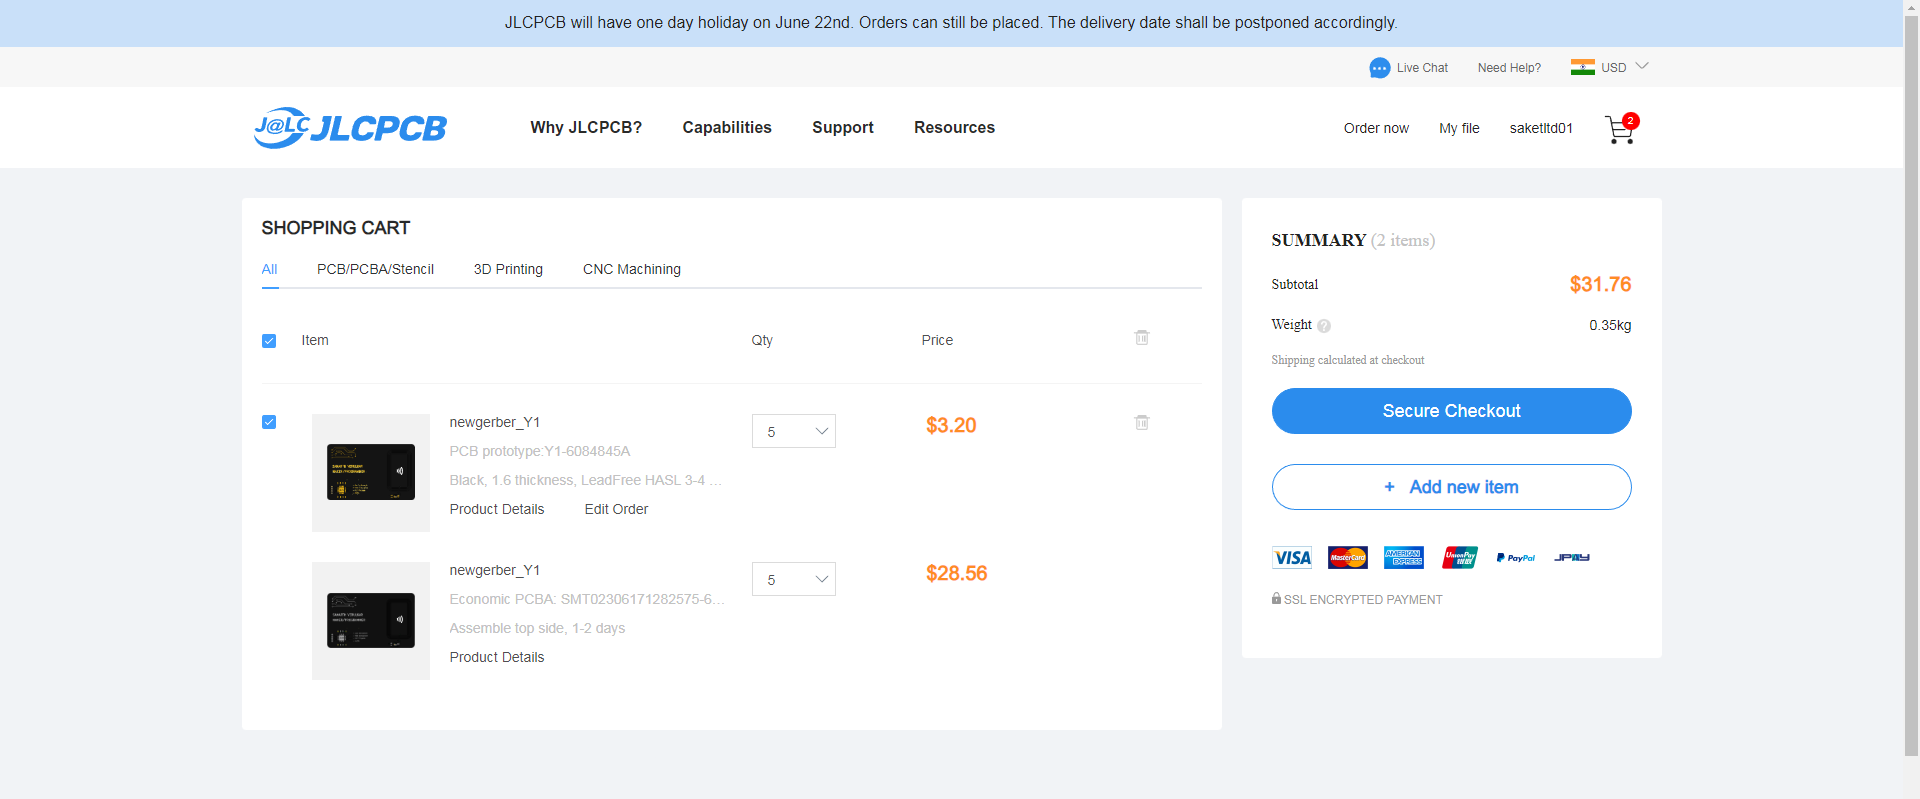 JLCPCB will have one day holiday on June 22nd. Orders can still be placed. The delivery date shall be postponed accordingly.
Live Chat Need Help? USD
J@LC JLCPCB Why JLCPCB? Capabilities Support Resources Order now My file saketltd01 2
SHOPPING CART
All PCB/PCBA/Stencil 3D Printing CNC Machining
Item Qty Price
newgerber_Y1 5 $3.20
PCB prototype:Y1-6084845A
Black, 1.6 thickness, LeadFree HASL 3-4 ...
Product Details Edit Order
newgerber_Y1 5 $28.56
Economic PCBA: SMT02306171282575-6...
Assemble top side, 1-2 days
Product Details
SUMMARY (2 items)
Subtotal $31.76
Weight ? 0.35kg
Shipping calculated at checkout
Secure Checkout
+ Add new item
VISA MasterCard AMERICAN EXPRESS UnionPay PayPal JPAY
SSL ENCRYPTED PAYMENT